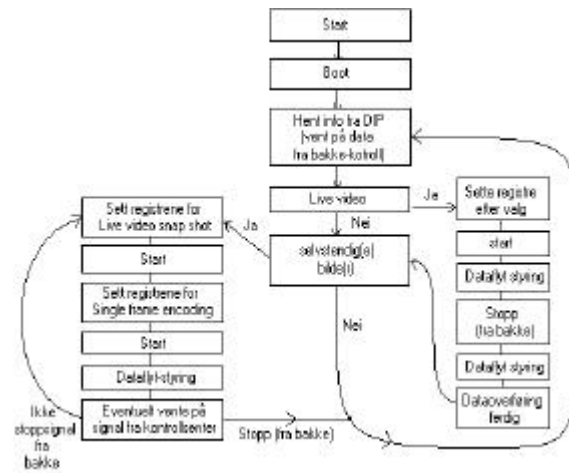 Start
Boot
Hent info fra DIP
(vent på data
fra bakke-kotroll)
Live video
Ja
Nei
selvstendig(e)
bilde(r)
Ja
Nei
Sett registrene for
Live video snap shot
Start
Sett registrene for
Single frame encoding
Start
Dataflyt-styring
Eventuelt vente på
signal fra kontrollsenter
Ikke
stoppsignal
fra
bakke
Stopp (fra bakke)
Sette registre
etter valg
start
Dataflyt styring
Stopp
(fra bakke)
Dataflyt styring
Dataoverføring
ferdig